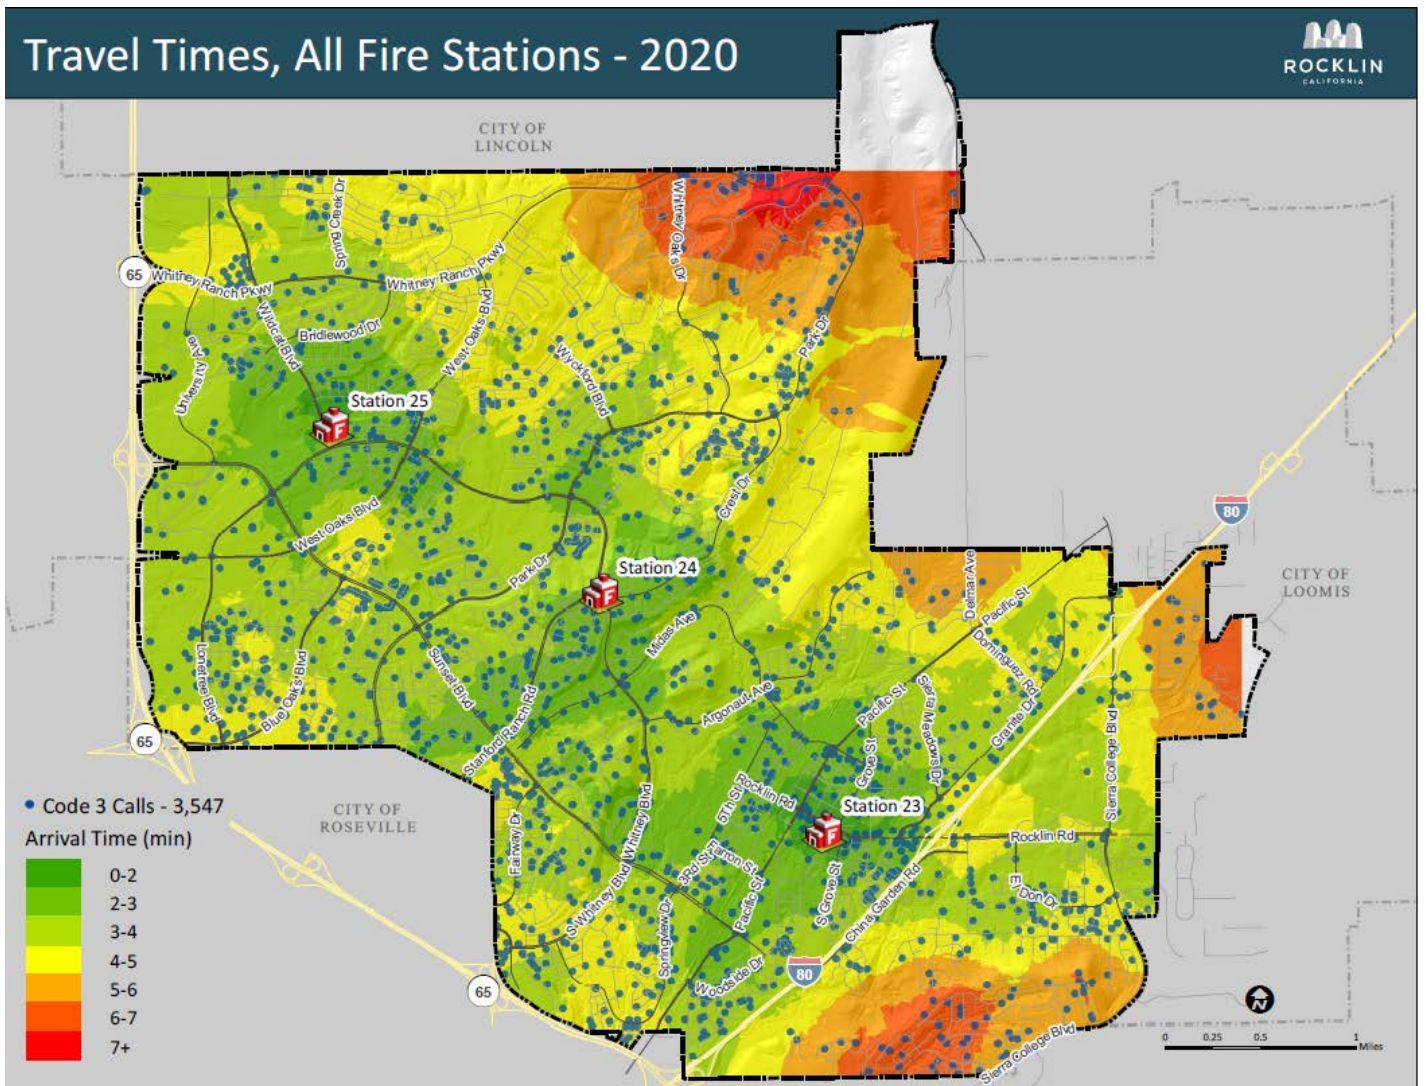 Travel Times, All Fire Stations - 2020
ROCKLIN
CALIFORNIA
CITY OF
LINCOLN
Spring Creek Dr
Whitney Oaks Dr
65
Whitney Ranch Pkwy
Whitney Ranch Pkwy
Wildcat Blvd
Bridlewood Dr
West Oaks Blvd
University Ave
Wyckford Blvd
Park Dr
Station 25
Crest Dr
80
West Oaks Blvd
Park Dr
Station 24
Delmar Ave
Pacific St
CITY OF
LOOMIS
Midas Ave
Dominguez Rd
Lonetree Blvd
Blue Oaks Blvd
Sunset Blvd
Stanford Ranch Rd
Argonaut Ave
Pacific St
Sierra Meadows Dr
Granite Dr
Grove St
Sierra College Blvd
65
Rocklin Rd
5Th St
Station 23
Code 3 Calls - 3,547
CITY OF
ROSEVILLE
Fairway Dr
Whitney Blvd
Rocklin Rd
Arrival Time (min)
Farron St
3Rd St
S Whitney Blvd
Pacific St
S Grove St
China Garden Rd
El Don Dr
Springview Dr
Woodside Dr
80
65
Sierra College Blvd
0-2
2-3
3-4
4-5
5-6
6-7
7+
N
0 0.25 0.5 1
Miles